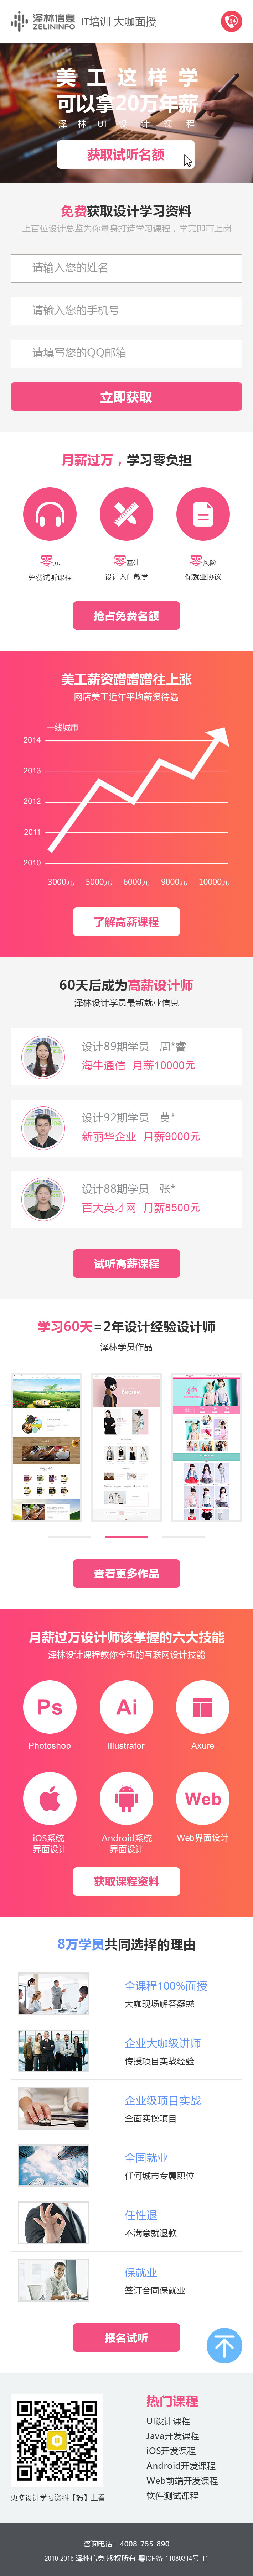 泽林信息 IT培训 大咖面授
ZELININFO
24
美工这样学
可以拿20万年薪
泽林UI设计课程
获取试听名额
免费获取设计学习资料
上百位设计总监为你量身打造学习课程，学完即可上岗
请输入您的姓名
请输入您的手机号
请填写您的QQ邮箱
立即获取
月薪过万，学习零负担
零元 零基础 零风险
免费试听课程 设计入门教学 保就业协议
抢占免费名额
美工薪资蹭蹭蹭往上涨
网店美工近年平均薪资待遇
一线城市
2014
2013
2012
2011
2010
3000元 5000元 6000元 9000元 10000元
了解高薪课程
60天后成为高薪设计师
泽林设计学员最新就业信息
设计89期学员 周*睿
海牛通信 月薪10000元
设计92期学员 莫*
新丽华企业 月薪9000元
设计88期学员 张*
百大英才网 月薪8500元
试听高薪课程
学习60天=2年设计经验设计师
泽林学员作品
查看更多作品
月薪过万设计师该掌握的六大技能
泽林设计课程教你全新的互联网设计技能
Ps Ai
Photoshop Illustrator Axure
Web
iOS系统 Android系统 Web界面设计
界面设计 界面设计
获取课程资料
8万学员共同选择的理由
全课程100%面授
大咖现场解答疑惑
企业大咖级讲师
传授项目实战经验
企业级项目实战
全面实操项目
全国就业
任何城市专属职位
任性退
不满意就退款
保就业
签订合同保就业
报名试听
热门课程
UI设计课程
Java开发课程
iOS开发课程
Android开发课程
Web前端开发课程
软件测试课程
更多设计学习资料【码】上看
咨询电话：4008-755-890
2010-2016 泽林信息 版权所有 粤ICP备 11089314号-11